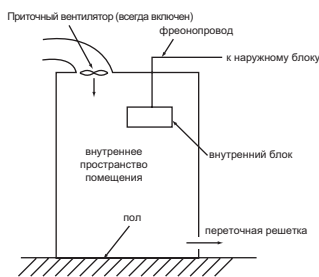 Приточный вентилятор (всегда включен)
фреонопровод
к наружному блоку
внутреннее
пространство
помещения
внутренний блок
пол
переточная решетка